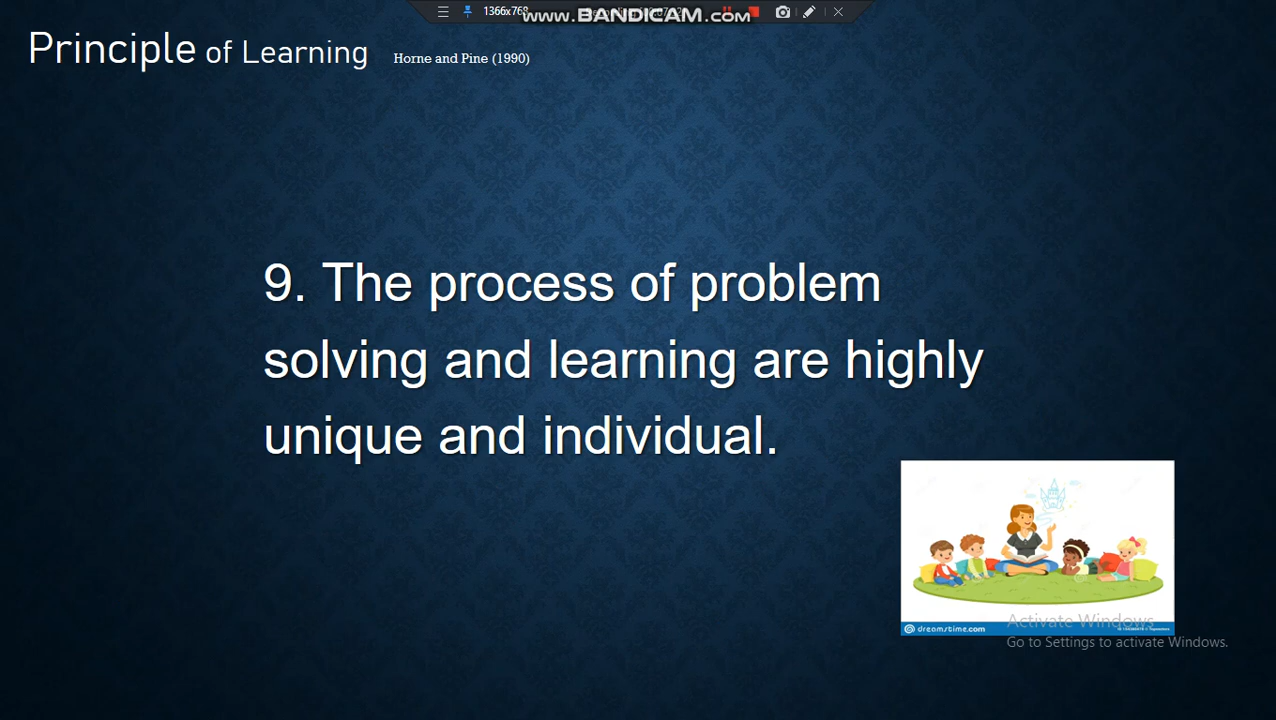 1366x768
www.BANDICAM.com
Principle of Learning Horne and Pine (1990)
9. The process of problem
solving and learning are highly
unique and individual.
dreamstime.com
Activate Windows
Go to Settings to activate Windows.